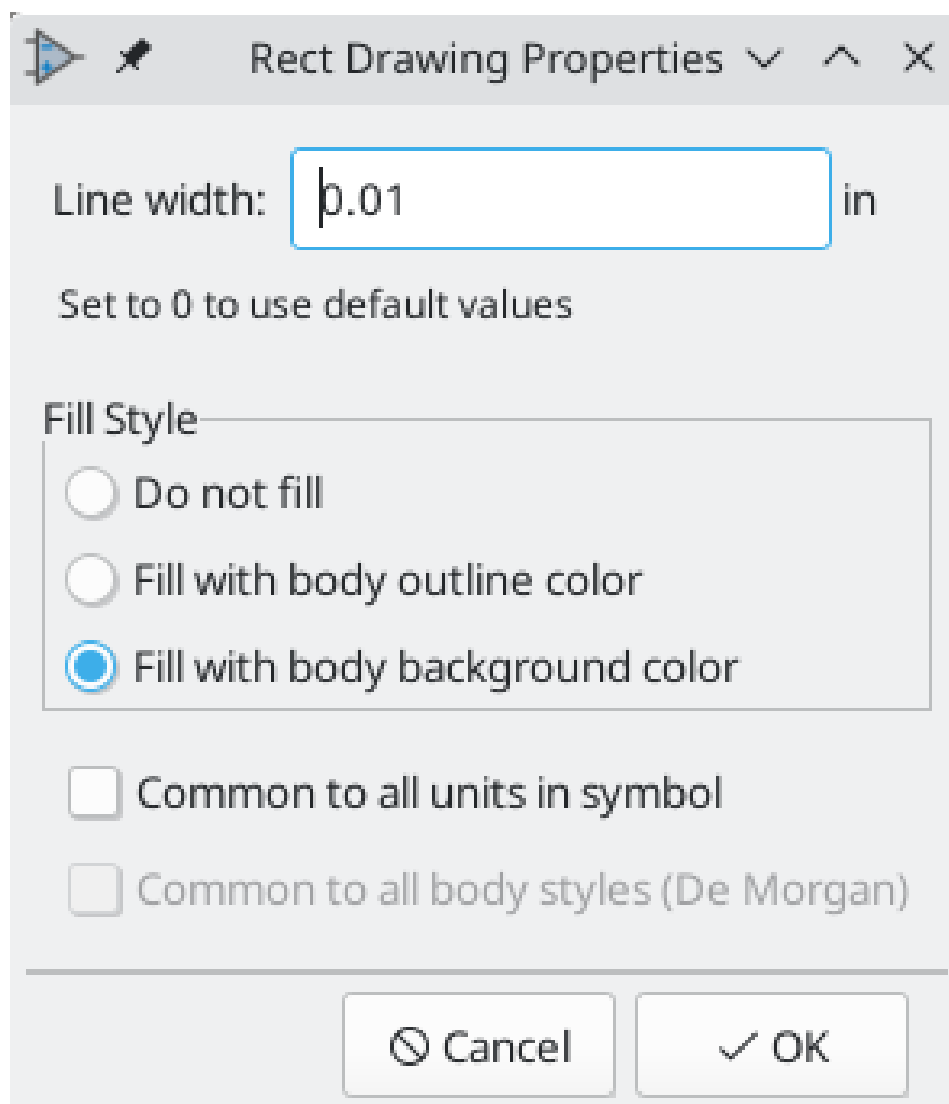 Rect Drawing Properties
Line width: 0.01 in
Set to 0 to use default values
Fill Style
Do not fill
Fill with body outline color
Fill with body background color
Common to all units in symbol
Common to all body styles (De Morgan)
Cancel OK